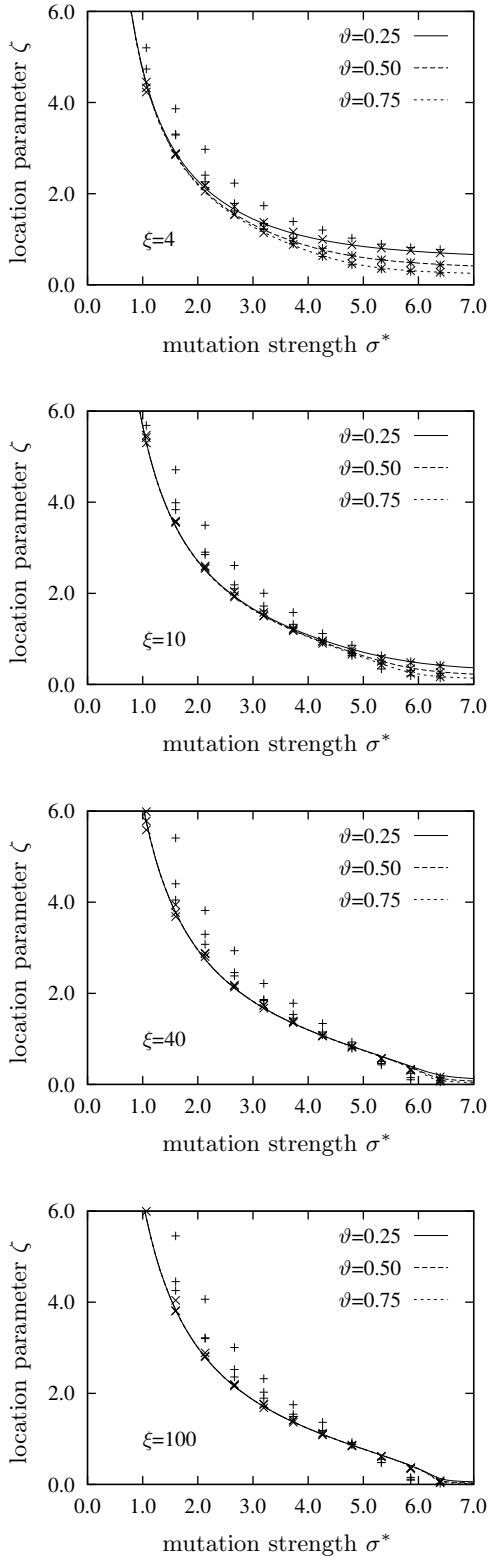 6.0
4.0
2.0
0.0
location parameter ζ
ϑ=0.25
ϑ=0.50
ϑ=0.75
ξ=4
0.0 1.0 2.0 3.0 4.0 5.0 6.0 7.0
mutation strength σ*
6.0
4.0
2.0
0.0
location parameter ζ
ϑ=0.25
ϑ=0.50
ϑ=0.75
ξ=10
0.0 1.0 2.0 3.0 4.0 5.0 6.0 7.0
mutation strength σ*
6.0
4.0
2.0
0.0
location parameter ζ
ϑ=0.25
ϑ=0.50
ϑ=0.75
ξ=40
0.0 1.0 2.0 3.0 4.0 5.0 6.0 7.0
mutation strength σ*
6.0
4.0
2.0
0.0
location parameter ζ
ϑ=0.25
ϑ=0.50
ϑ=0.75
ξ=100
0.0 1.0 2.0 3.0 4.0 5.0 6.0 7.0
mutation strength σ*